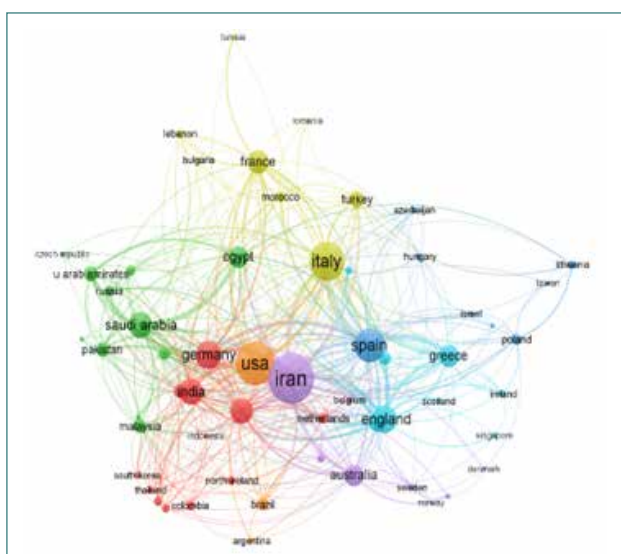 tunisia
romania
lebanon
bulgaria
france
morocco
turkey
azerbaijan
czech republic
egypt
italy
hungary
lithuania
u arab emirates
taiwan
russia
israel
saudi arabia
spain
poland
pakistan
germany
usa
greece
iran
india
belgium
scotland
ireland
netherlands
england
malaysia
indonesia
singapore
south korea
north ireland
australia
denmark
thailand
sweden
colombia
brazil
norway
argentina